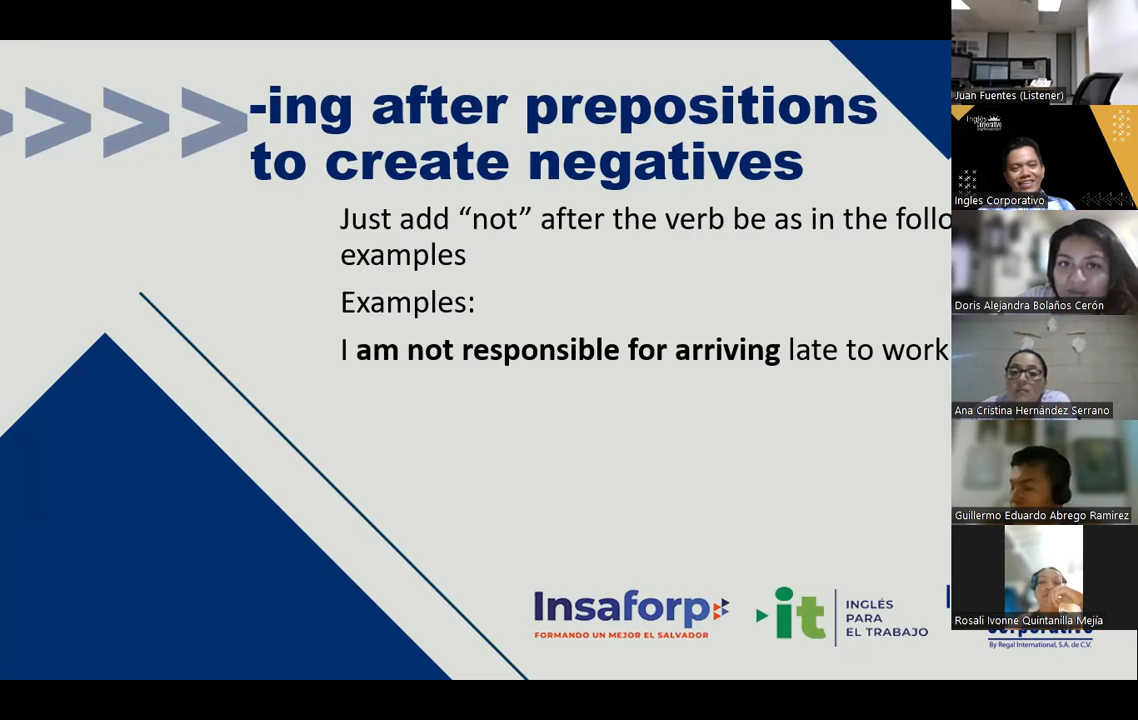 -ing after prepositions
to create negatives
Just add “not” after the verb be as in the follo
examples
Examples:
I am not responsible for arriving late to work
Insaforp
FORMANDO UN MEJOR EL SALVADOR
it
INGLÉS
PARA
EL TRABAJO
By Regal International, S.A. de C.V.
Juan Fuentes (Listener)
Inglés
Ingles Corporativo
Doris Alejandra Bolaños Cerón
Ana Cristina Hernández Serrano
Guillermo Eduardo Abrego Ramirez
Rosali Ivonne Quintanilla Mejía